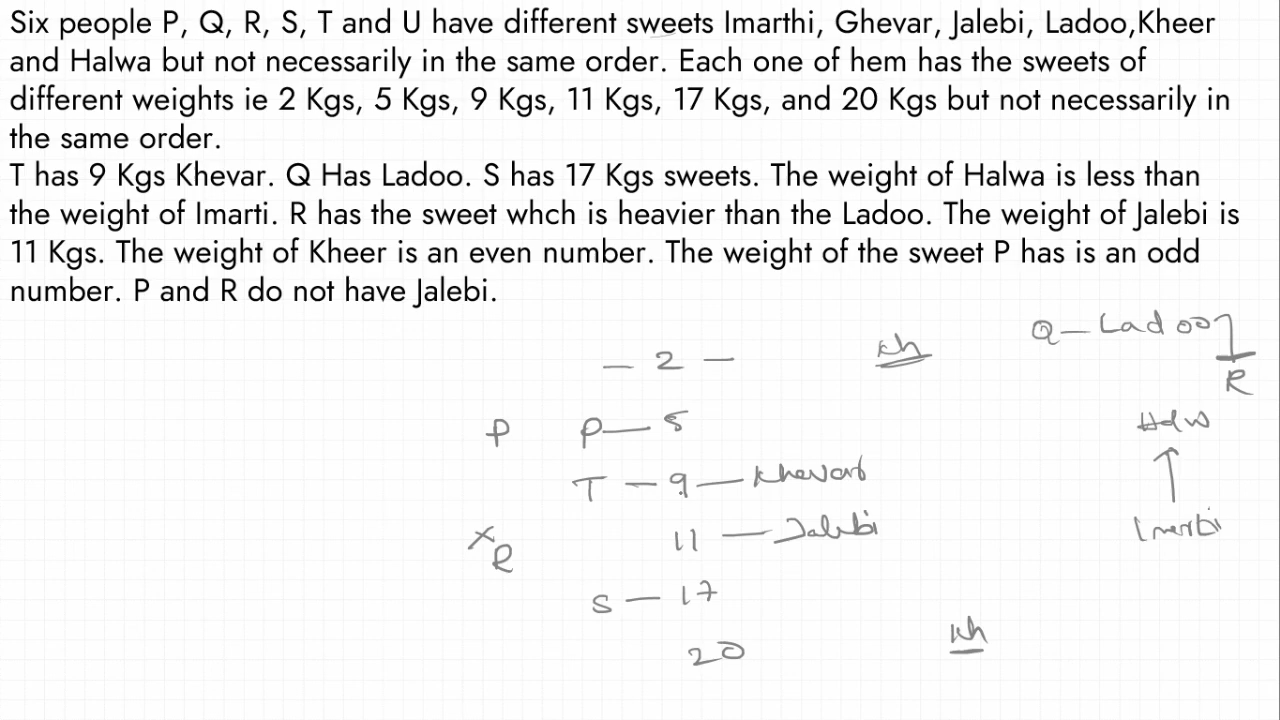 Six people P, Q, R, S, T and U have different sweets Imarthi, Ghevar, Jalebi, Ladoo,Kheer
and Halwa but not necessarily in the same order. Each one of hem has the sweets of
different weights ie 2 Kgs, 5 Kgs, 9 Kgs, 11 Kgs, 17 Kgs, and 20 Kgs but not necessarily in
the same order.
T has 9 Kgs Khevar. Q Has Ladoo. S has 17 Kgs sweets. The weight of Halwa is less than
the weight of Imarti. R has the sweet whch is heavier than the Ladoo. The weight of Jalebi is
11 Kgs. The weight of Kheer is an even number. The weight of the sweet P has is an odd
number. P and R do not have Jalebi.
Q — Ladoo
— 2 — Kh
R
P P — 5
T — 9 —
11 — Jalebi
X R
S — 17
20 Kh